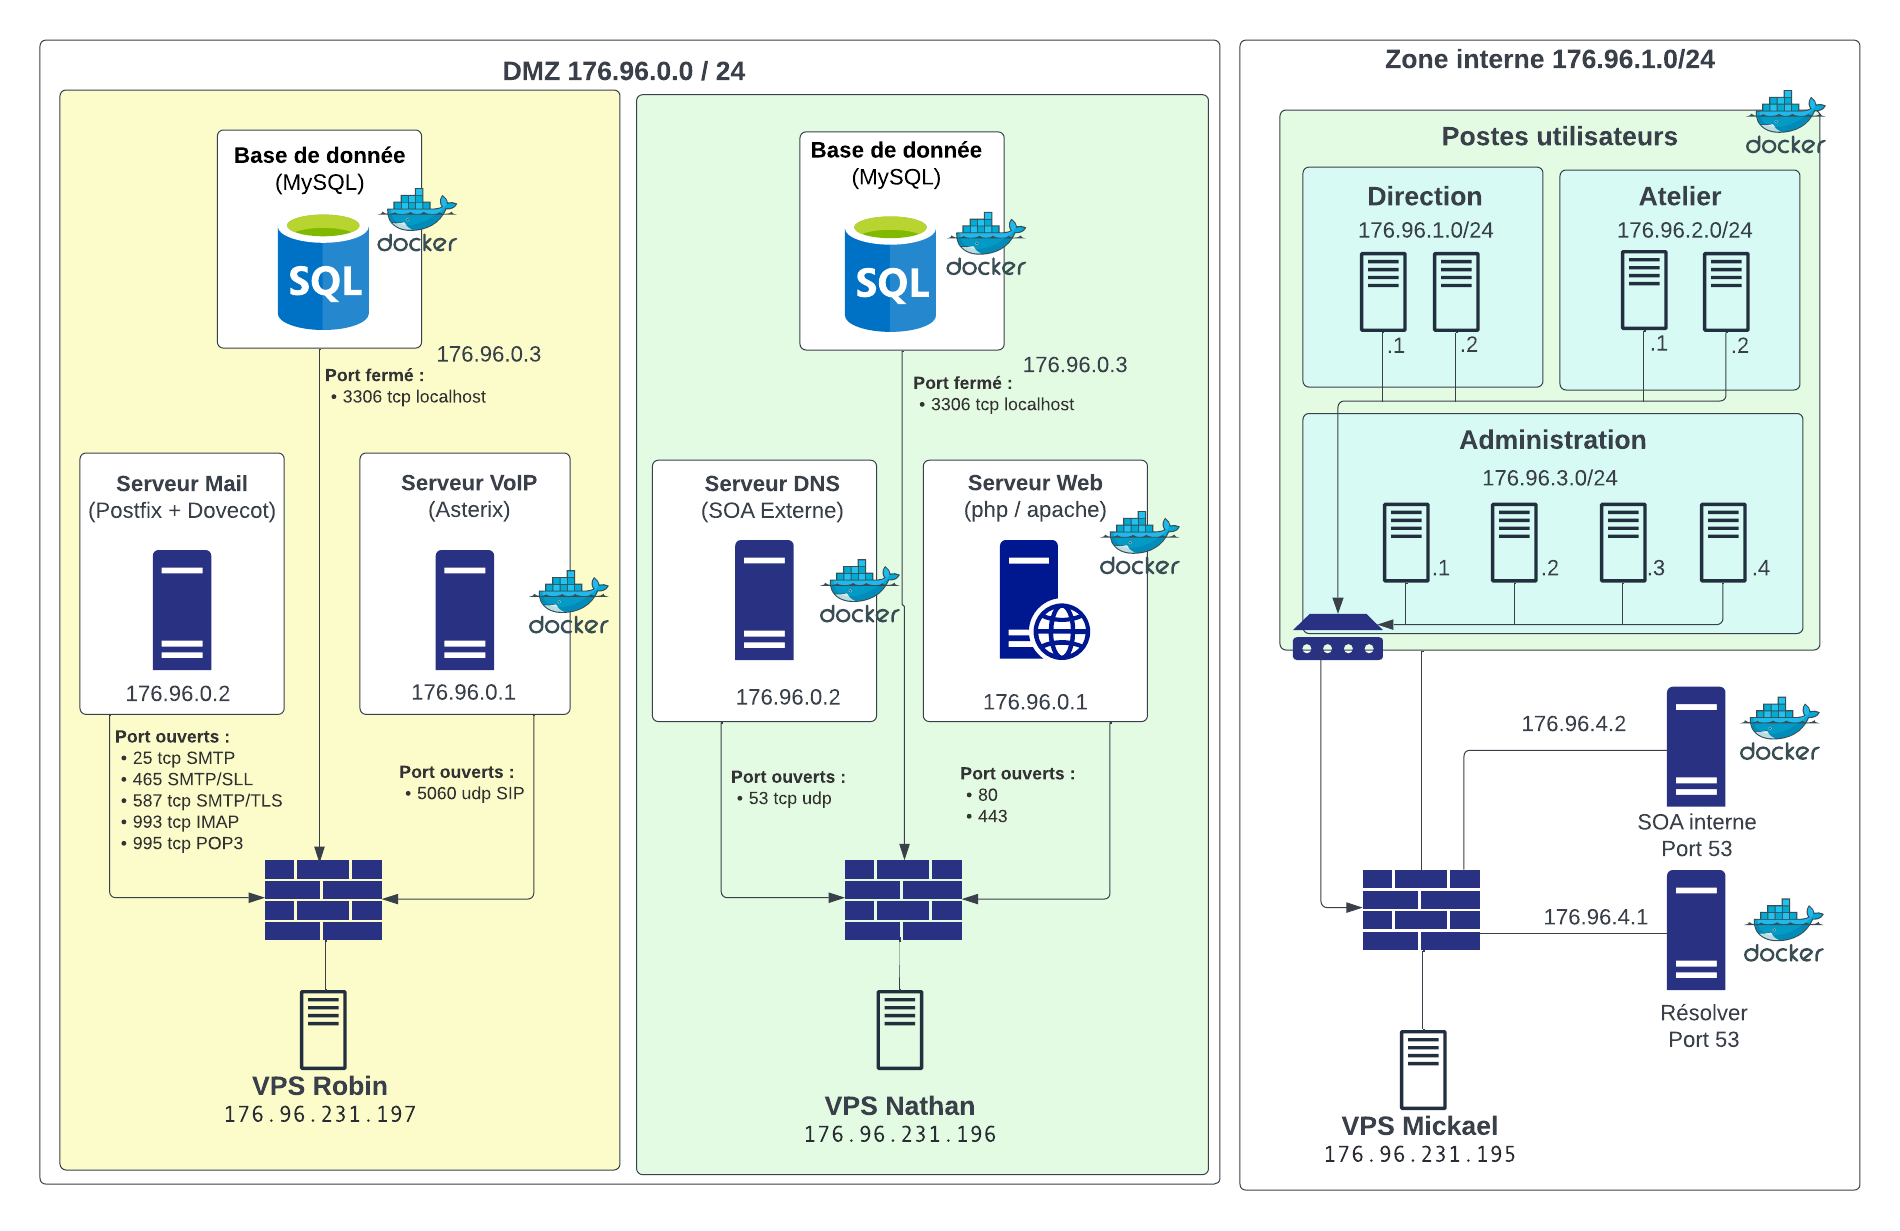 DMZ 176.96.0.0 / 24
Base de donnée
(MySQL)
SQL
docker
176.96.0.3
Port fermé :
• 3306 tcp localhost
Serveur Mail
(Postfix + Dovecot)
176.96.0.2
Serveur VoIP
(Asterix)
docker
176.96.0.1
Port ouverts :
• 25 tcp SMTP
• 465 SMTP/SLL
• 587 tcp SMTP/TLS
• 993 tcp IMAP
• 995 tcp POP3
Port ouverts :
• 5060 udp SIP
VPS Robin
176.96.231.197
Base de donnée
(MySQL)
SQL
docker
176.96.0.3
Port fermé :
• 3306 tcp localhost
Serveur DNS
(SOA Externe)
docker
176.96.0.2
Serveur Web
(php / apache)
docker
176.96.0.1
Port ouverts :
• 53 tcp udp
Port ouverts :
• 80
• 443
VPS Nathan
176.96.231.196
Zone interne 176.96.1.0/24
docker
Postes utilisateurs
Direction
176.96.1.0/24
.1
.2
Atelier
176.96.2.0/24
.1
.2
Administration
176.96.3.0/24
.1
.2
.3
.4
176.96.4.2
docker
SOA interne
Port 53
176.96.4.1
docker
Résolver
Port 53
VPS Mickael
176.96.231.195